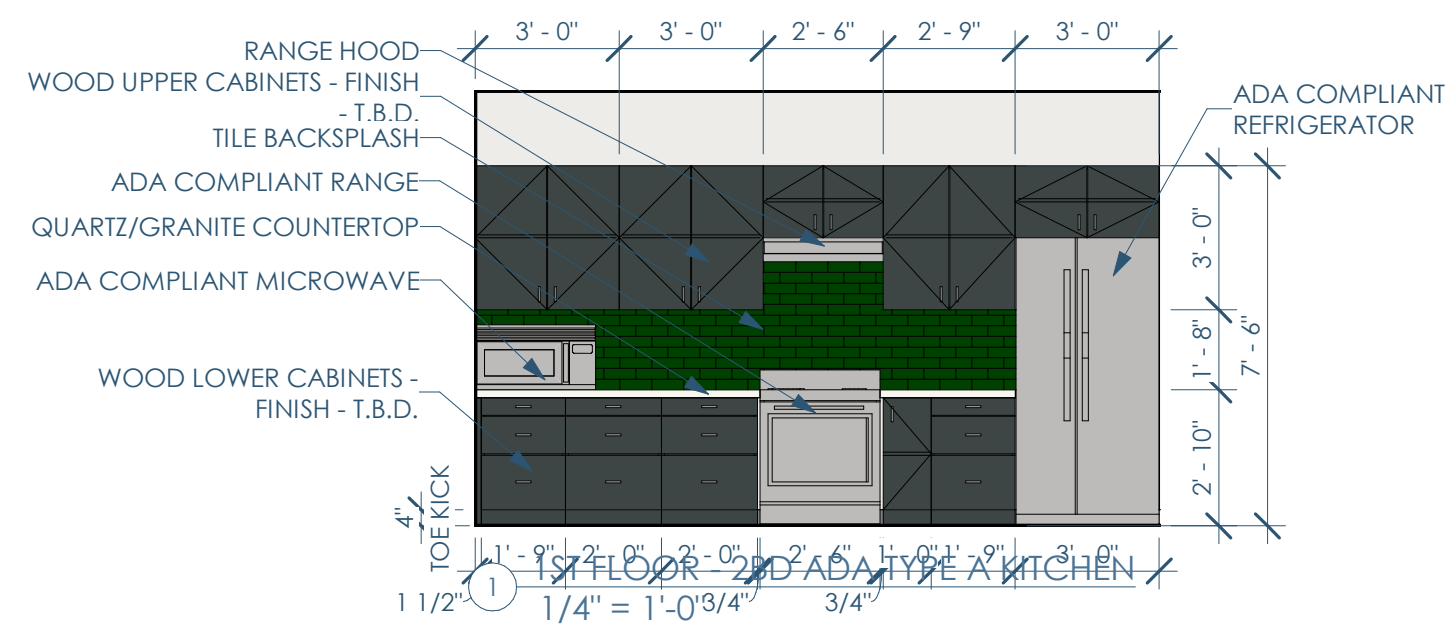 3' - 0"
3' - 0"
2' - 6"
2' - 9"
3' - 0"
RANGE HOOD
WOOD UPPER CABINETS - FINISH
- T.B.D.
TILE BACKSPLASH
ADA COMPLIANT RANGE
QUARTZ/GRANITE COUNTERTOP
ADA COMPLIANT MICROWAVE
WOOD LOWER CABINETS -
FINISH - T.B.D.
ADA COMPLIANT
REFRIGERATOR
3' - 0"
1' - 8"
2' - 10"
7' - 6"
4"
TOE KICK
1' - 9"
2' - 0"
2' - 0"
2' - 6"
1' - 0"
1' - 9"
3' - 0"
1 1/2"
3/4"
3/4"
1
1ST FLOOR - 2BD ADA TYPE A KITCHEN
1/4" = 1'-0"